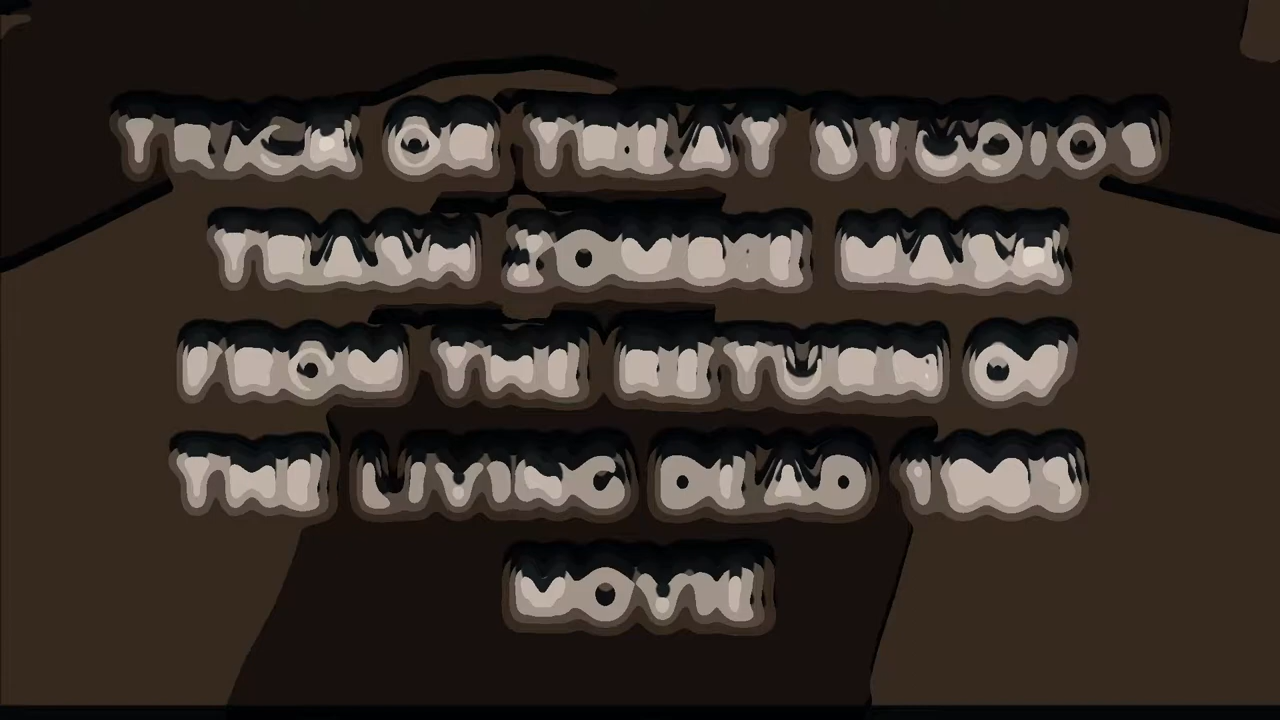 TRICK OR TREAT STUDIOS
TRASH ZOMBIE MASK
FROM THE RETURN OF
THE LIVING DEAD 1985
MOVIE